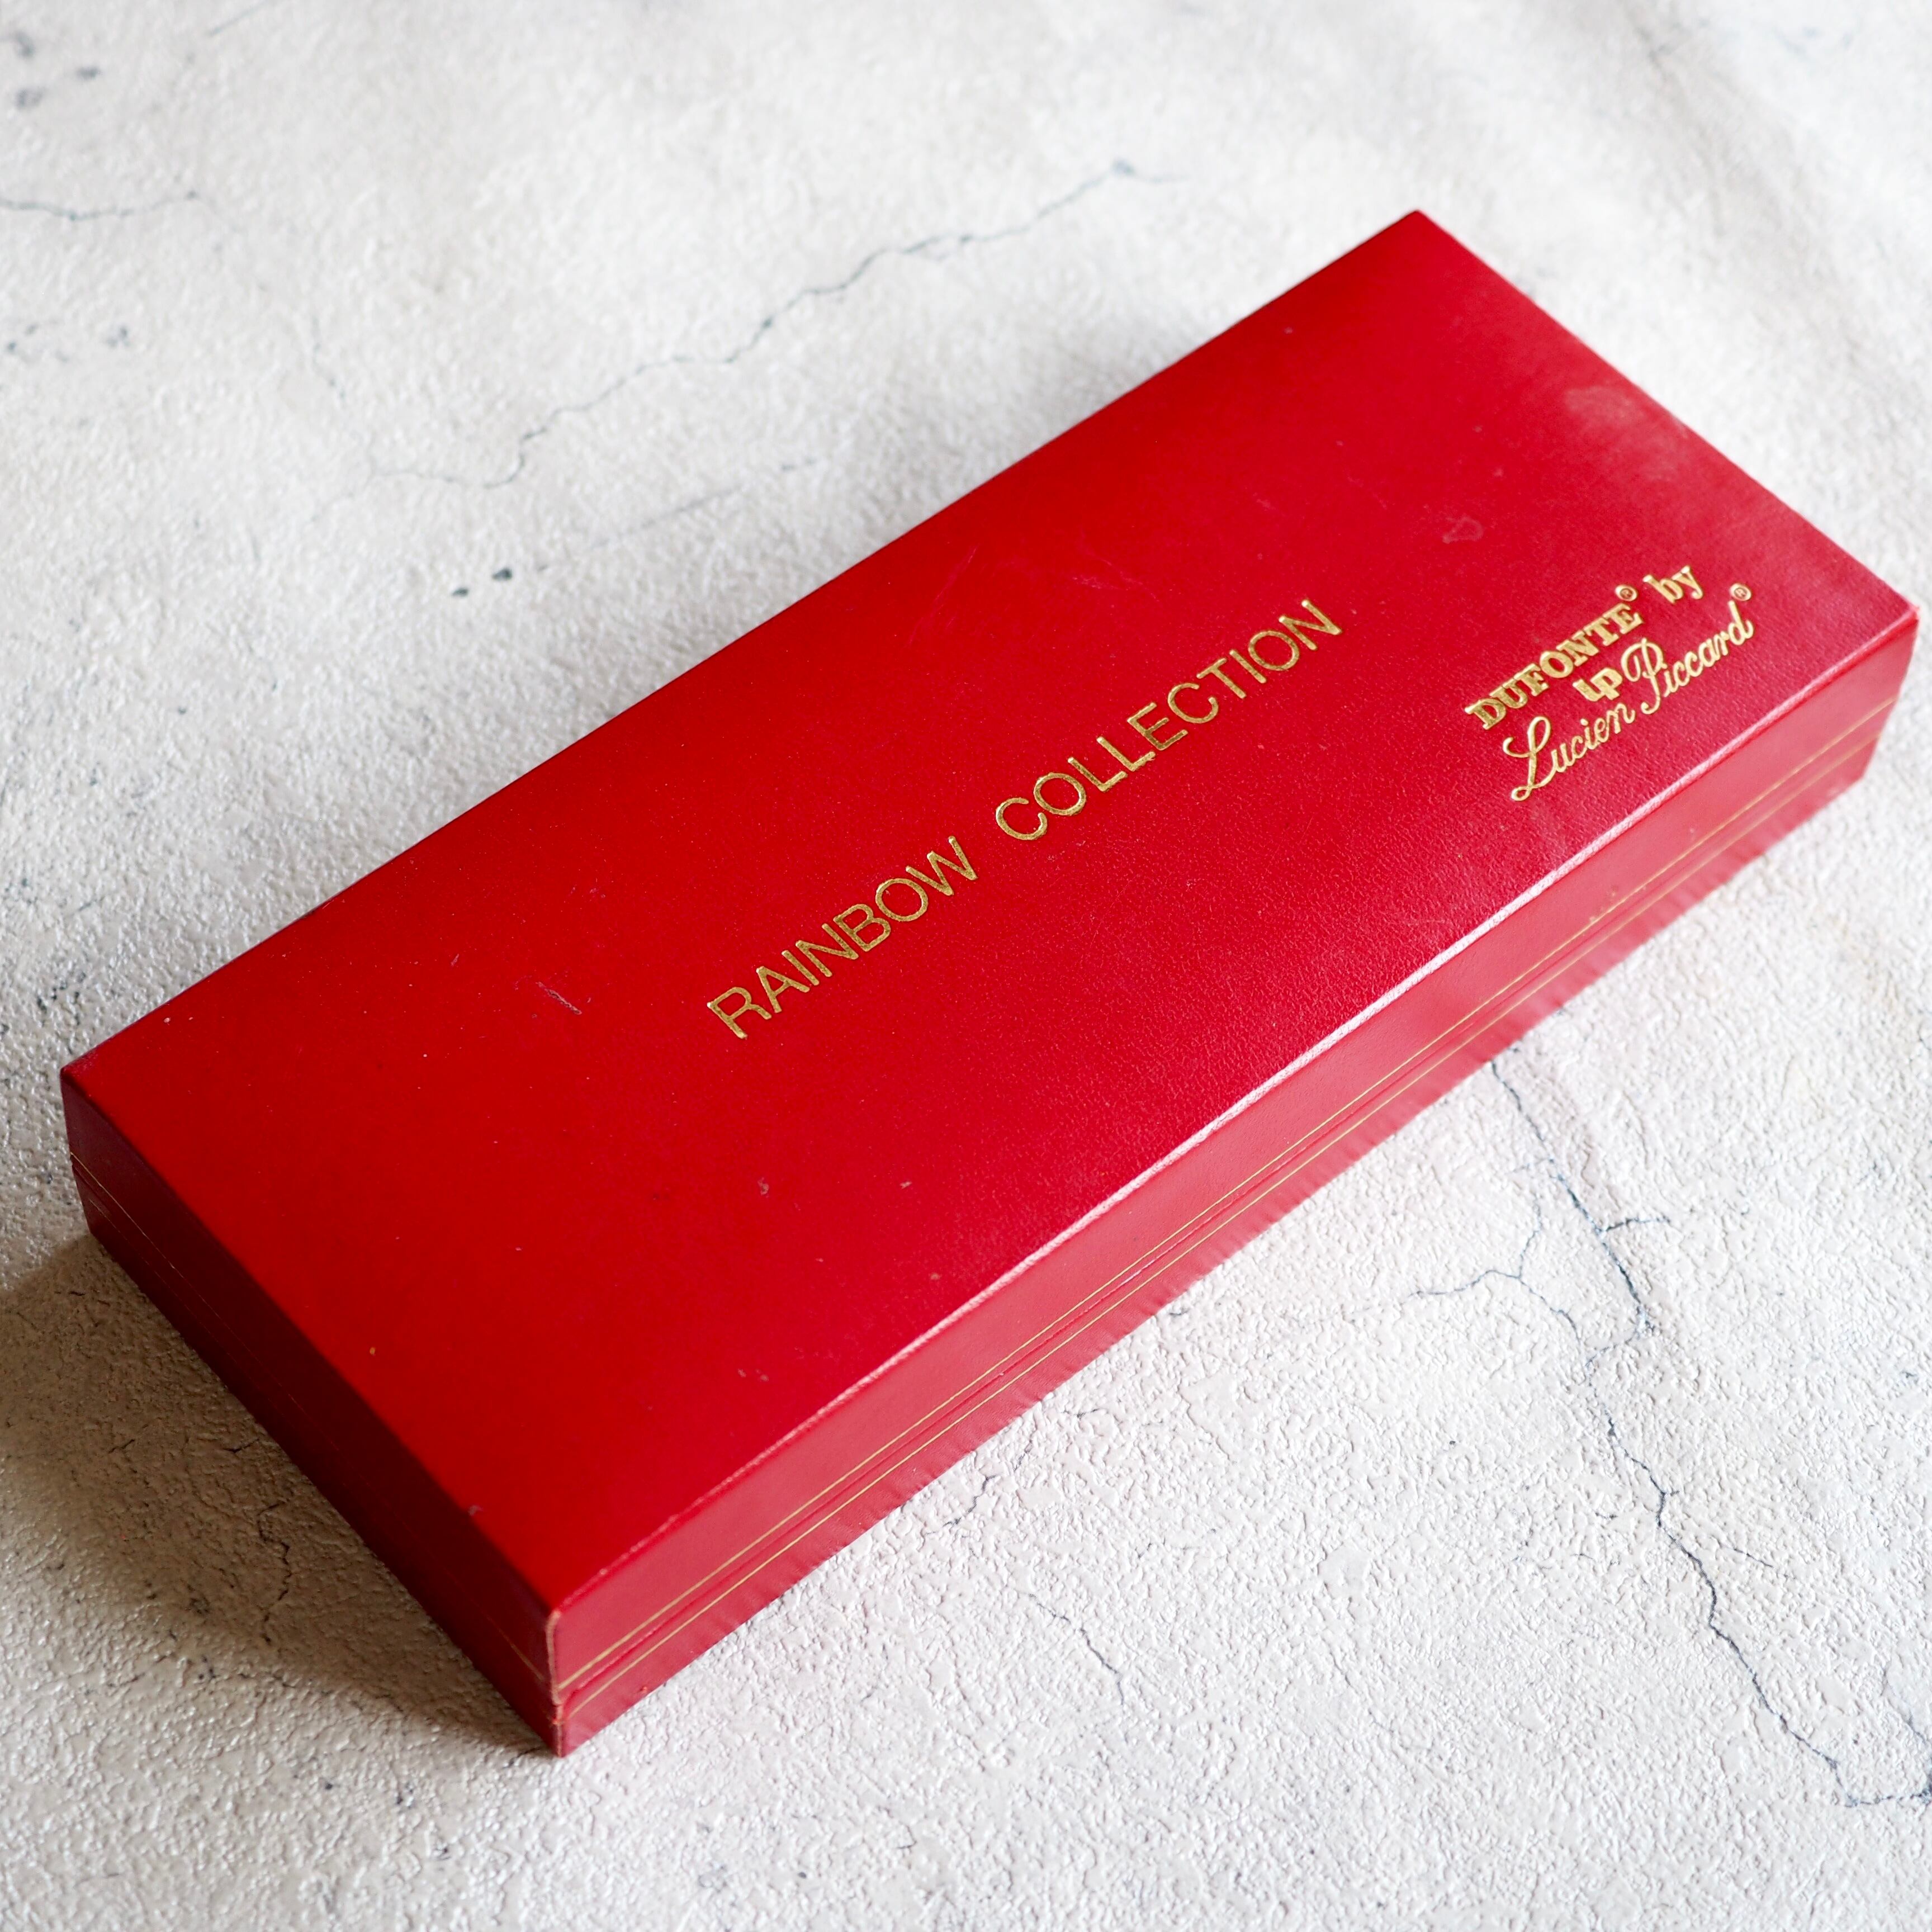 RAINBOW COLLECTION
DUFONTE® by
LP
Lucien Piccard®